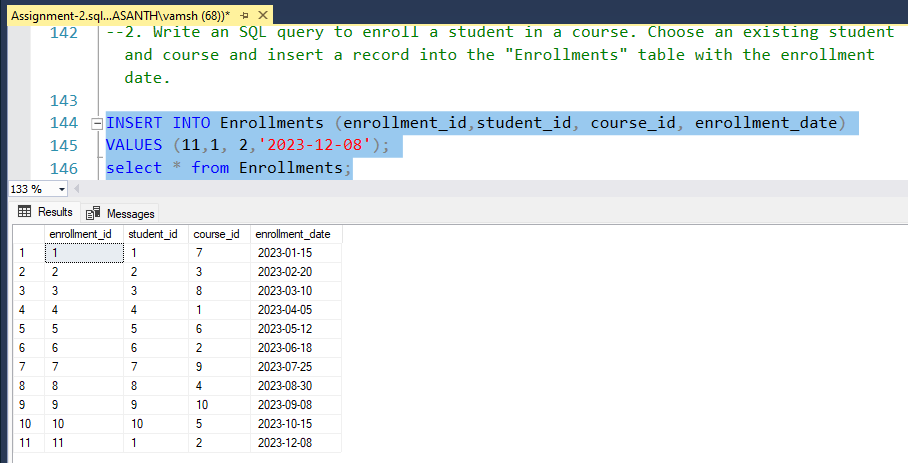 Assignment-2.sql...ASANTH\vamsh (68))*
142 --2. Write an SQL query to enroll a student in a course. Choose an existing student
and course and insert a record into the "Enrollments" table with the enrollment
date.
143
144 INSERT INTO Enrollments (enrollment_id,student_id, course_id, enrollment_date)
145 VALUES (11,1, 2,'2023-12-08');
146 select * from Enrollments;
133 %
Results Messages
enrollment_id student_id course_id enrollment_date
1 1 1 7 2023-01-15
2 2 2 3 2023-02-20
3 3 3 8 2023-03-10
4 4 4 1 2023-04-05
5 5 5 6 2023-05-12
6 6 6 2 2023-06-18
7 7 7 9 2023-07-25
8 8 8 4 2023-08-30
9 9 9 10 2023-09-08
10 10 10 5 2023-10-15
11 11 1 2 2023-12-08